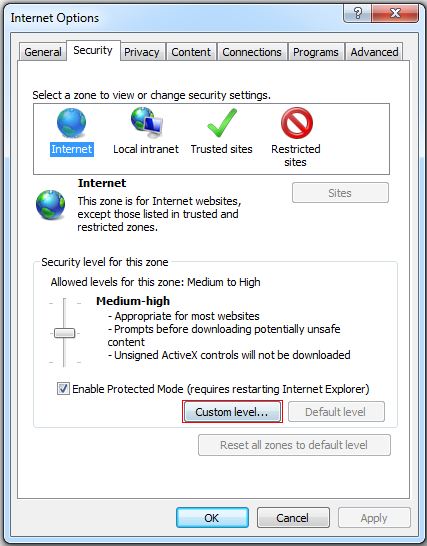 Internet Options
?
General Security Privacy Content Connections Programs Advanced
Select a zone to view or change security settings.
Internet Local intranet Trusted sites Restricted
sites
Internet
Sites
This zone is for Internet websites,
except those listed in trusted and
restricted zones.
Security level for this zone
Allowed levels for this zone: Medium to High
Medium-high
- Appropriate for most websites
- Prompts before downloading potentially unsafe
content
- Unsigned ActiveX controls will not be downloaded
Enable Protected Mode (requires restarting Internet Explorer)
Custom level... Default level
Reset all zones to default level
OK Cancel Apply